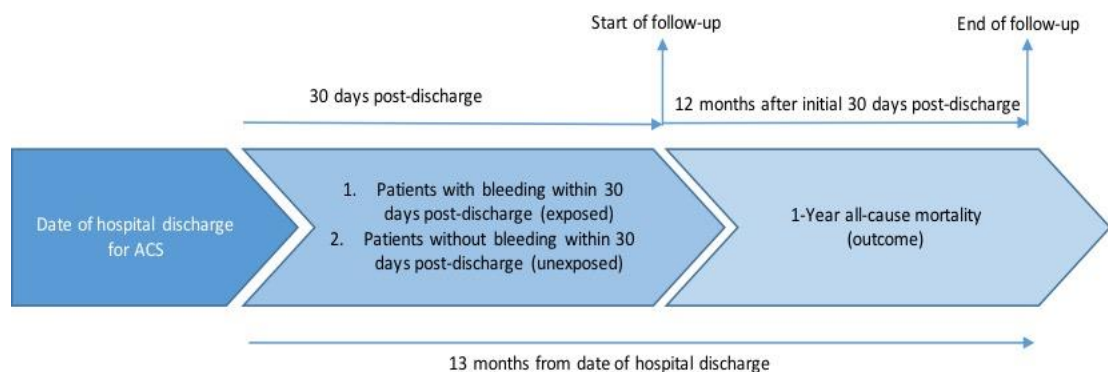 Start of follow-up
End of follow-up
30 days post-discharge
12 months after initial 30 days post-discharge
Date of hospital discharge
for ACS
1. Patients with bleeding within 30
days post-discharge (exposed)
2. Patients without bleeding within 30
days post-discharge (unexposed)
1-Year all-cause mortality
(outcome)
13 months from date of hospital discharge